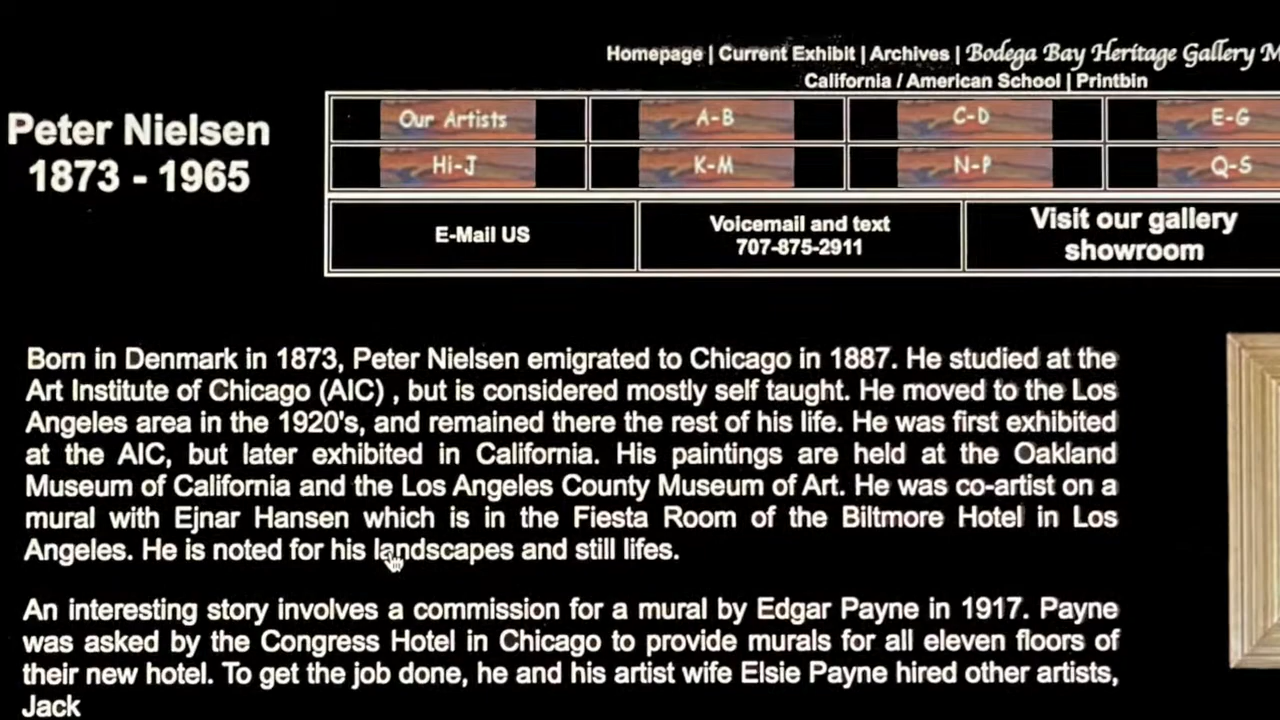 Homepage | Current Exhibit | Archives | Bodega Bay Heritage Gallery M
California / American School | Printbin
Peter Nielsen
1873 - 1965
Our Artists A-B C-D E-G
Hi-J K-M N-P Q-S
E-Mail US
Voicemail and text
707-875-2911
Visit our gallery
showroom
Born in Denmark in 1873, Peter Nielsen emigrated to Chicago in 1887. He studied at the
Art Institute of Chicago (AIC) , but is considered mostly self taught. He moved to the Los
Angeles area in the 1920's, and remained there the rest of his life. He was first exhibited
at the AIC, but later exhibited in California. His paintings are held at the Oakland
Museum of California and the Los Angeles County Museum of Art. He was co-artist on a
mural with Ejnar Hansen which is in the Fiesta Room of the Biltmore Hotel in Los
Angeles. He is noted for his landscapes and still lifes.
An interesting story involves a commission for a mural by Edgar Payne in 1917. Payne
was asked by the Congress Hotel in Chicago to provide murals for all eleven floors of
their new hotel. To get the job done, he and his artist wife Elsie Payne hired other artists,
Jack